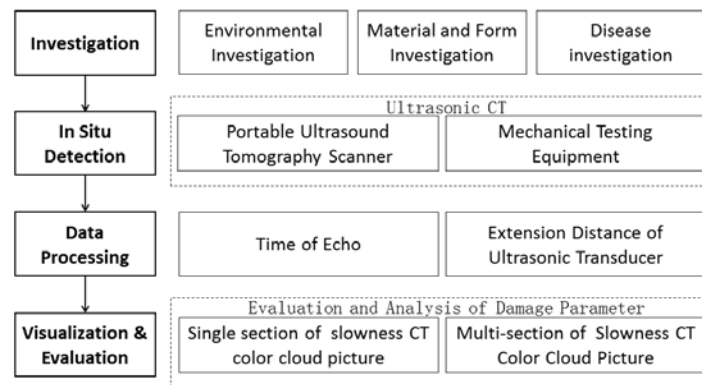 Investigation
Environmental
Investigation
Material and Form
Investigation
Disease
investigation
In Situ
Detection
Ultrasonic CT
Portable Ultrasound
Tomography Scanner
Mechanical Testing
Equipment
Data
Processing
Time of Echo
Extension Distance of
Ultrasonic Transducer
Visualization &
Evaluation
Evaluation and Analysis of Damage Parameter
Single section of slowness CT
color cloud picture
Multi-section of Slowness CT
Color Cloud Picture